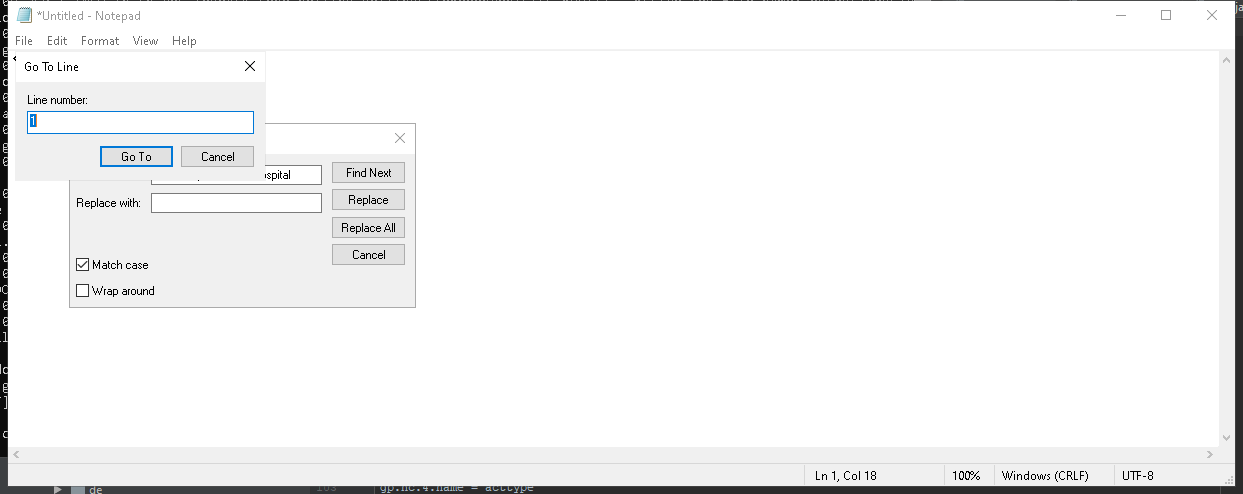 *Untitled - Notepad
File Edit Format View Help
Go To Line
Line number:
1
Go To Cancel
Find Next
Replace with:
Replace
Replace All
Cancel
Match case
Wrap around
Ln 1, Col 18 100% Windows (CRLF) UTF-8
de
gp.nc.4.name = acttype